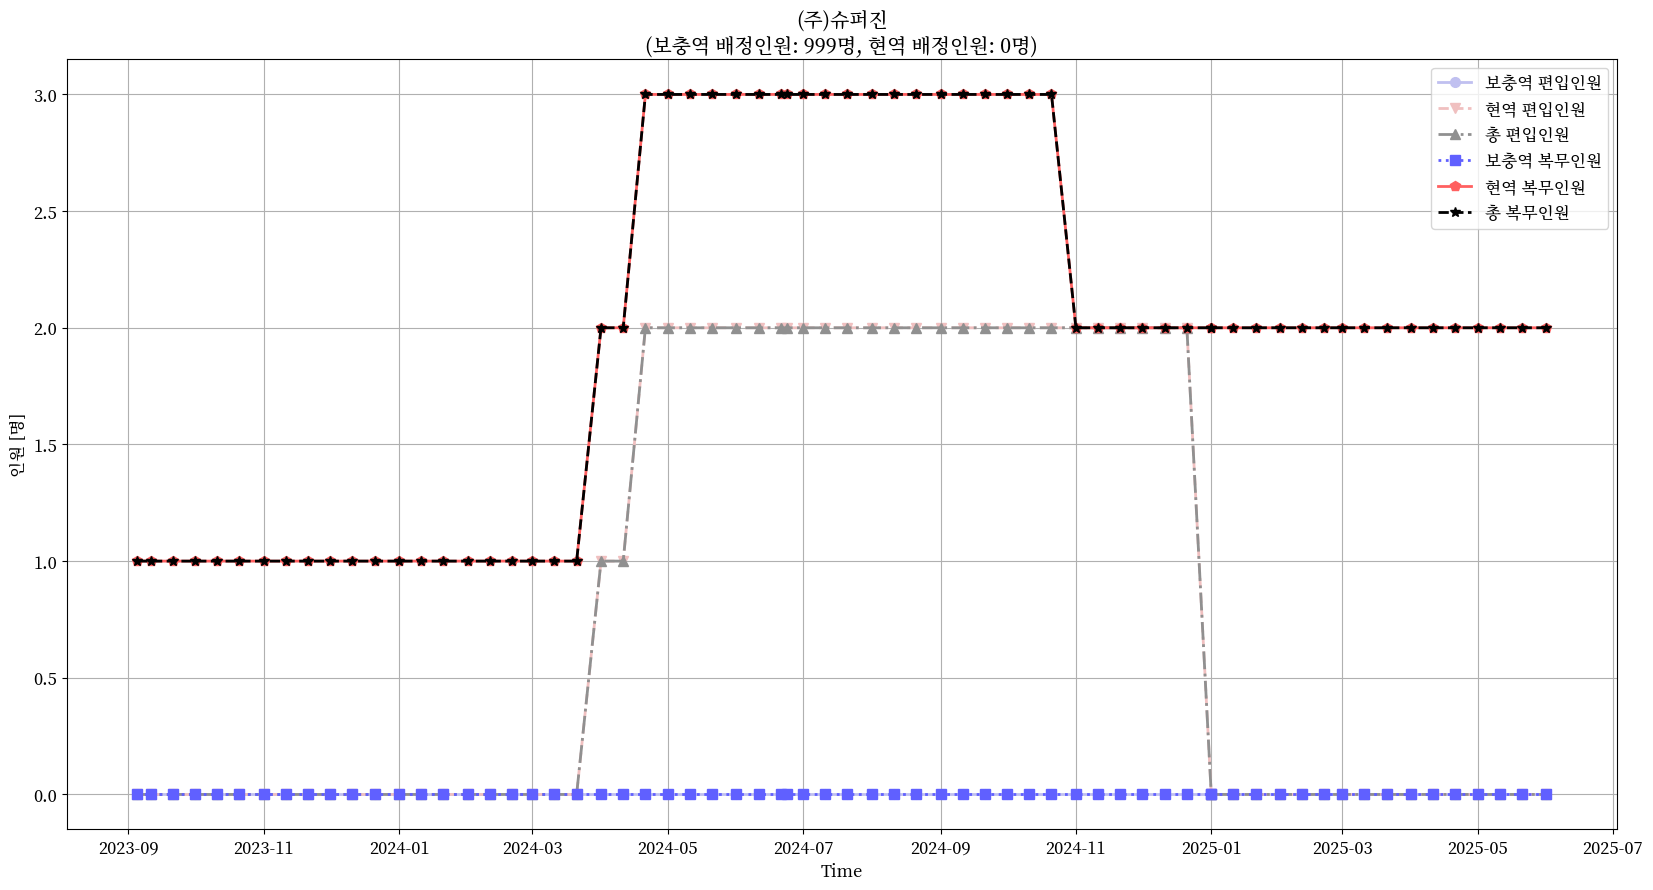 (주)슈퍼진
(보충역 배정인원: 999명, 현역 배정인원: 0명)
보충역 편입인원
현역 편입인원
총 편입인원
보충역 복무인원
현역 복무인원
총 복무인원
인원 [명]
3.0
2.5
2.0
1.5
1.0
0.5
0.0
2023-09 2023-11 2024-01 2024-03 2024-05 2024-07 2024-09 2024-11 2025-01 2025-03 2025-05 2025-07
Time